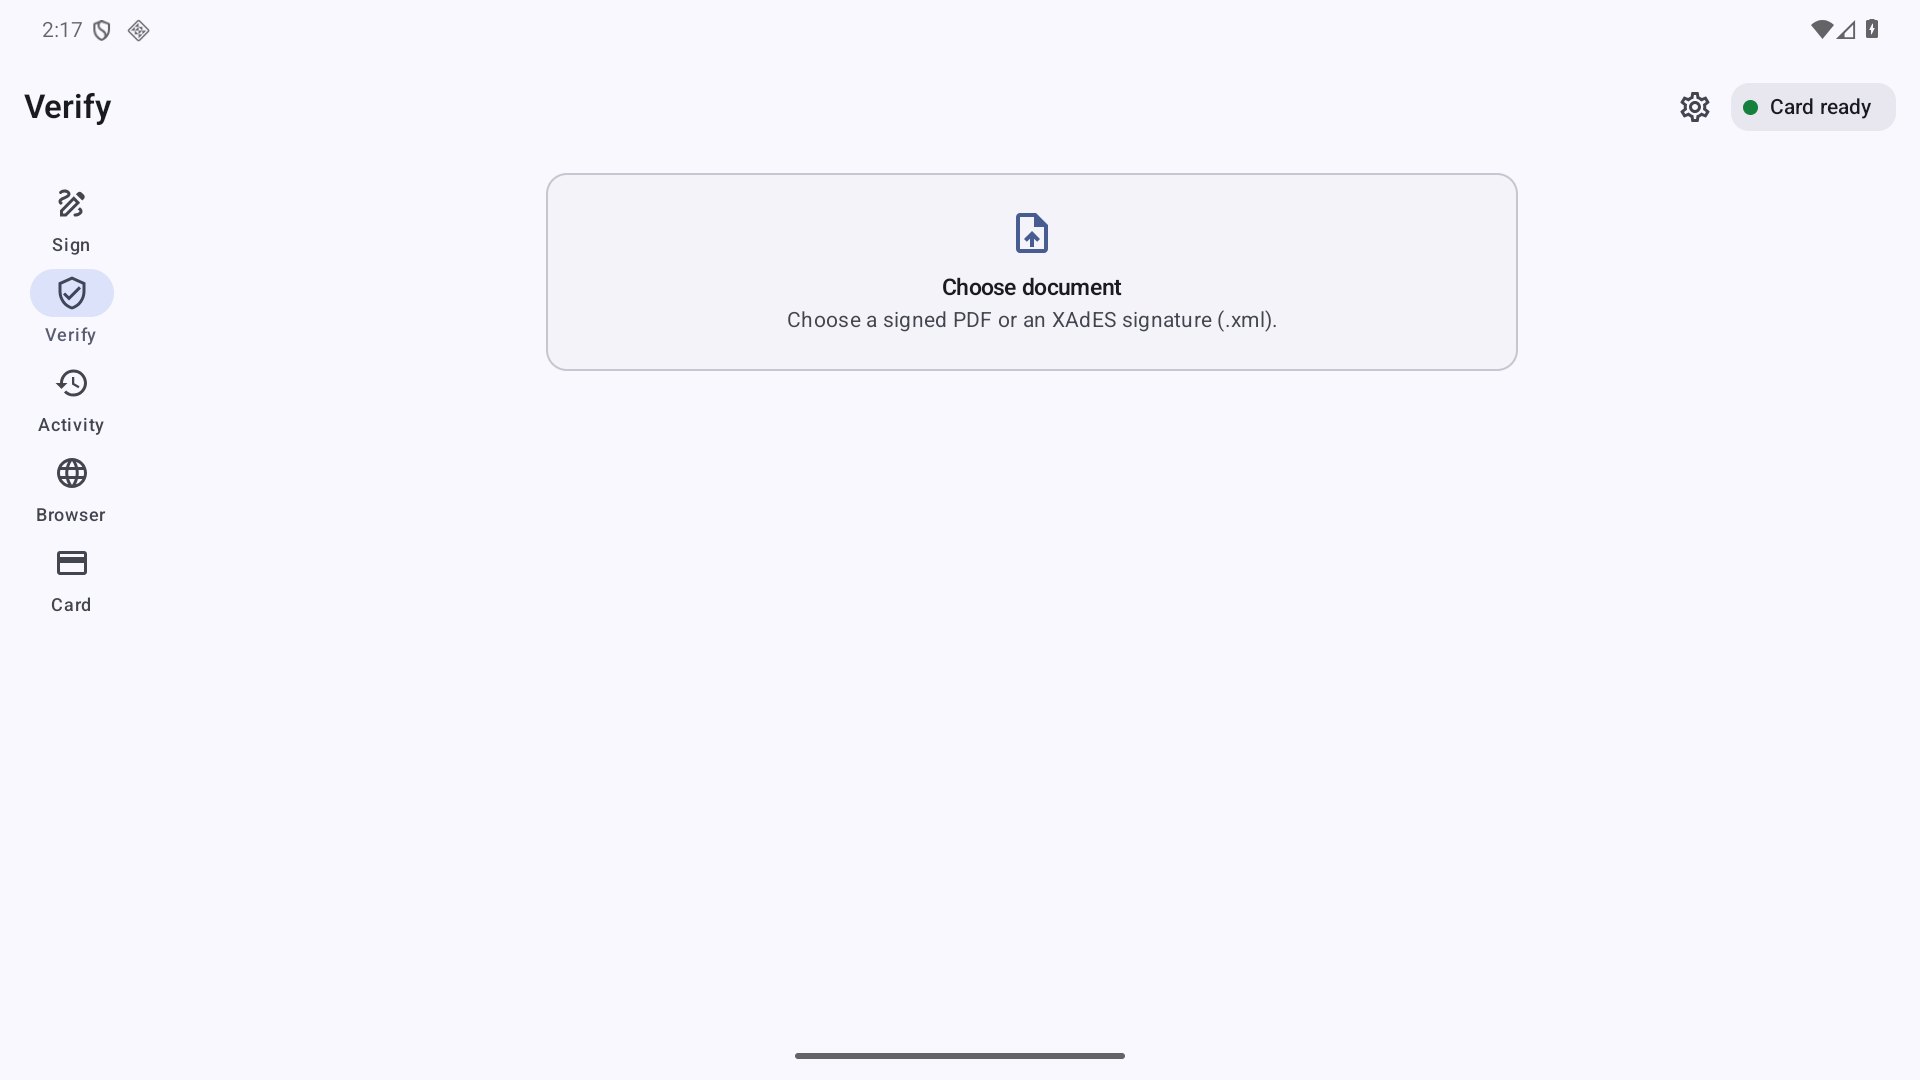 2:17
Verify
Card ready
Sign
Verify
Activity
Browser
Card
Choose document
Choose a signed PDF or an XAdES signature (.xml).